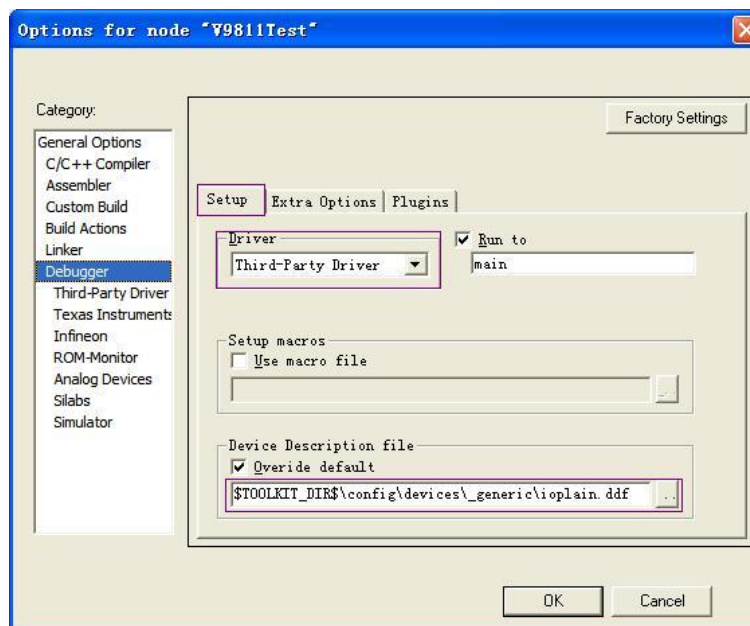 Options for node "V9811Test"
Category:
Factory Settings
General Options
C/C++ Compiler
Assembler
Custom Build
Build Actions
Linker
Debugger
Third-Party Driver
Texas Instruments
Infineon
ROM-Monitor
Analog Devices
Silabs
Simulator
Setup
Extra Options
Plugins
Driver
Third-Party Driver
Run to
main
Setup macros
Use macro file
...
Device Description file
Overide default
$TOOLKIT_DIR$\config\devices\_generic\ioplain.ddf
..
OK
Cancel